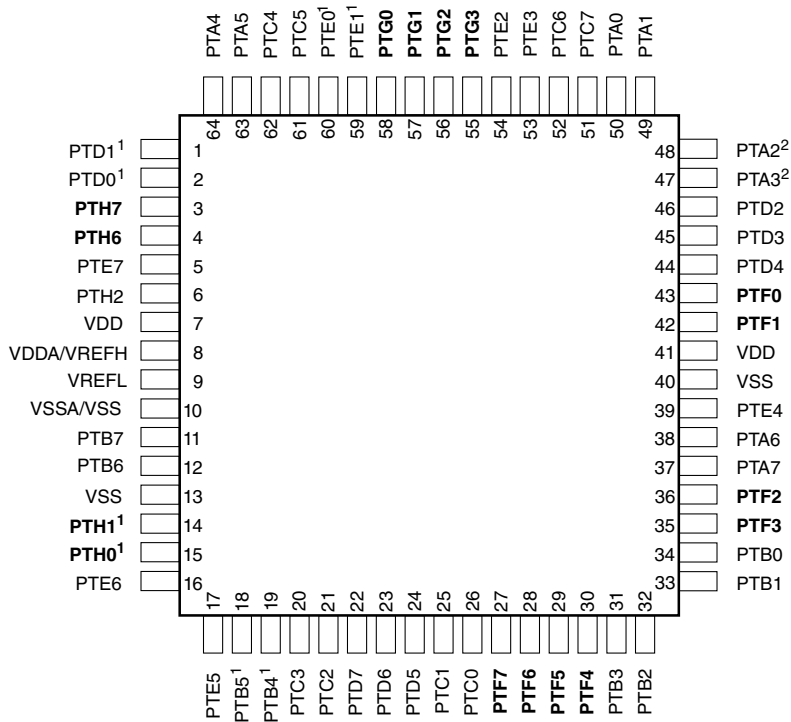 PTA4 PTA5 PTC4 PTC5 PTE0¹ PTE1¹ PTG0 PTG1 PTG2 PTG3 PTE2 PTE3 PTC6 PTC7 PTA0 PTA1
64 63 62 61 60 59 58 57 56 55 54 53 52 51 50 49
PTD1¹ 1 48 PTA2²
PTD0¹ 2 47 PTA3²
PTH7 3 46 PTD2
PTH6 4 45 PTD3
PTE7 5 44 PTD4
PTH2 6 43 PTF0
VDD 7 42 PTF1
VDDA/VREFH 8 41 VDD
VREFL 9 40 VSS
VSSA/VSS 10 39 PTE4
PTB7 11 38 PTA6
PTB6 12 37 PTA7
VSS 13 36 PTF2
PTH1¹ 14 35 PTF3
PTH0¹ 15 34 PTB0
PTE6 16 33 PTB1
17 18 19 20 21 22 23 24 25 26 27 28 29 30 31 32
PTE5 PTB5¹ PTB4¹ PTC3 PTC2 PTD7 PTD6 PTD5 PTC1 PTC0 PTF7 PTF6 PTF5 PTF4 PTB3 PTB2